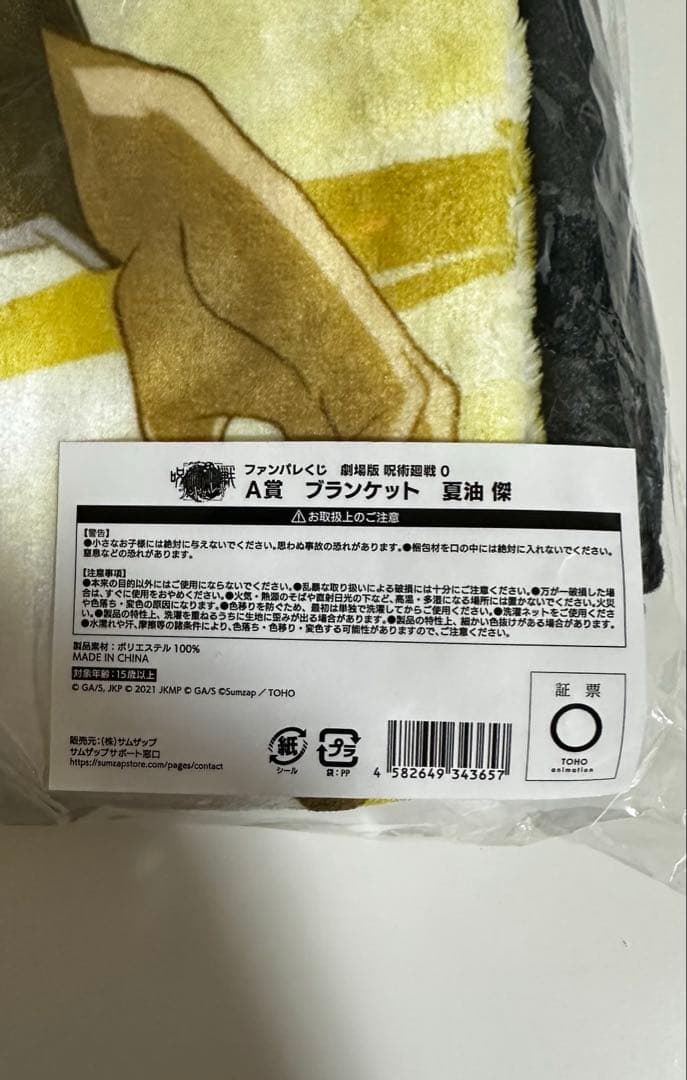 呪術廻戦
ファンパレくじ 劇場版 呪術廻戦 0
A賞 ブランケット 夏油 傑
⚠お取扱上のご注意
【警告】
●小さなお子様には絶対に与えないでください。思わぬ事故の恐れがあります。●梱包材を口の中には絶対に入れないでください。
窒息などの恐れがあります。
【注意事項】
●本来の目的以外にはご使用にならないでください。●乱暴な取り扱いによる破損には十分にご注意ください。●万が一破損した場合
は、すぐに使用をおやめください。●火気・熱源のそばや直射日光の下など、高温・多湿になる場所には置かないでください。火災
や色落ち・変色の原因になります。●色移りを防ぐため、最初は単独で洗濯してからご使用ください。●洗濯ネットをご使用くださ
い。●製品の特性上、洗濯を重ねるうちに生地に歪みが出る場合があります。●製品の特性上、細かい色抜けがある場合があります。
●水濡れや汗、摩擦等の諸条件により、色落ち・色移り・変色する可能性がありますので、ご注意ください。
製品素材：ポリエステル 100%
MADE IN CHINA
対象年齢：15歳以上
© GA/S, JKP © 2021 JKMP © GA/S ©Sumzap／TOHO
販売元：(株)サムザップ
サムザップサポート窓口
https://sumzapstore.com/pages/contact
紙
シール
プラ
袋：PP
4 582649 343657
証 票
TOHO
animation